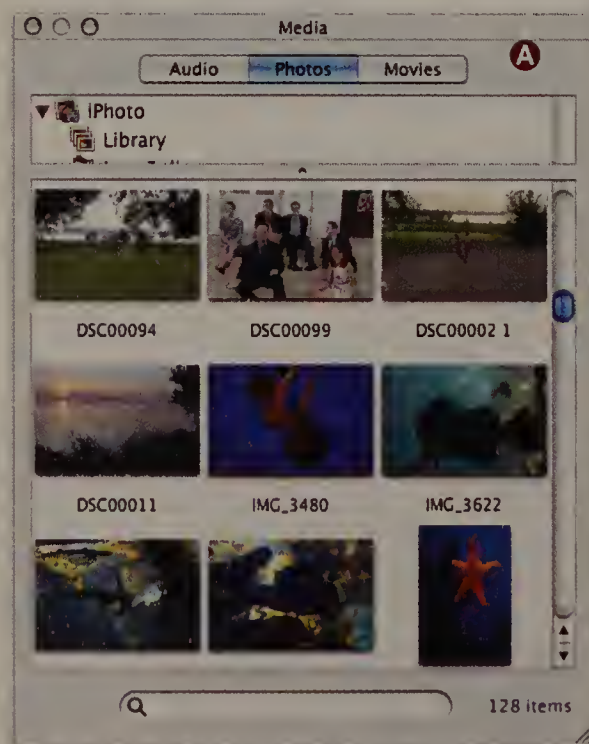 Media
A
Audio Photos Movies
iPhoto
Library
DSC00094 DSC00099 DSC00002 1
DSC00011 IMG_3480 IMG_3622
128 items